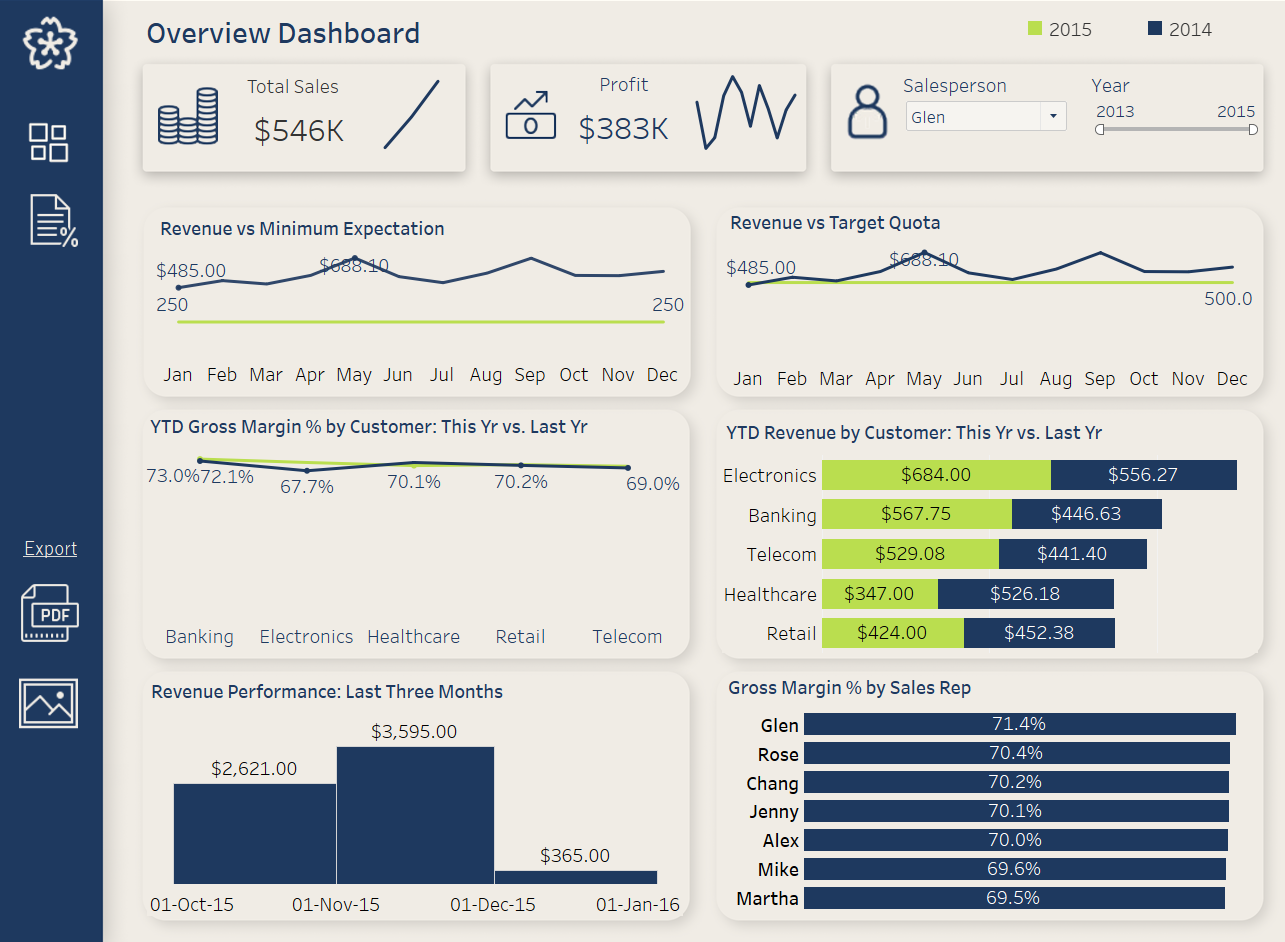 Overview Dashboard
2015
2014
Total Sales
$546K
Profit
$383K
Salesperson
Glen
Year
2013
2015
Revenue vs Minimum Expectation
$485.00
$688.10
250
250
Jan Feb Mar Apr May Jun Jul Aug Sep Oct Nov Dec
Revenue vs Target Quota
$485.00
$688.10
500.0
Jan Feb Mar Apr May Jun Jul Aug Sep Oct Nov Dec
YTD Gross Margin % by Customer: This Yr vs. Last Yr
73.0% 72.1% 67.7% 70.1% 70.2% 69.0%
Banking Electronics Healthcare Retail Telecom
YTD Revenue by Customer: This Yr vs. Last Yr
Electronics $684.00 $556.27
Banking $567.75 $446.63
Telecom $529.08 $441.40
Healthcare $347.00 $526.18
Retail $424.00 $452.38
Export
PDF
Revenue Performance: Last Three Months
$3,595.00
$2,621.00
$365.00
01-Oct-15 01-Nov-15 01-Dec-15 01-Jan-16
Gross Margin % by Sales Rep
Glen 71.4%
Rose 70.4%
Chang 70.2%
Jenny 70.1%
Alex 70.0%
Mike 69.6%
Martha 69.5%